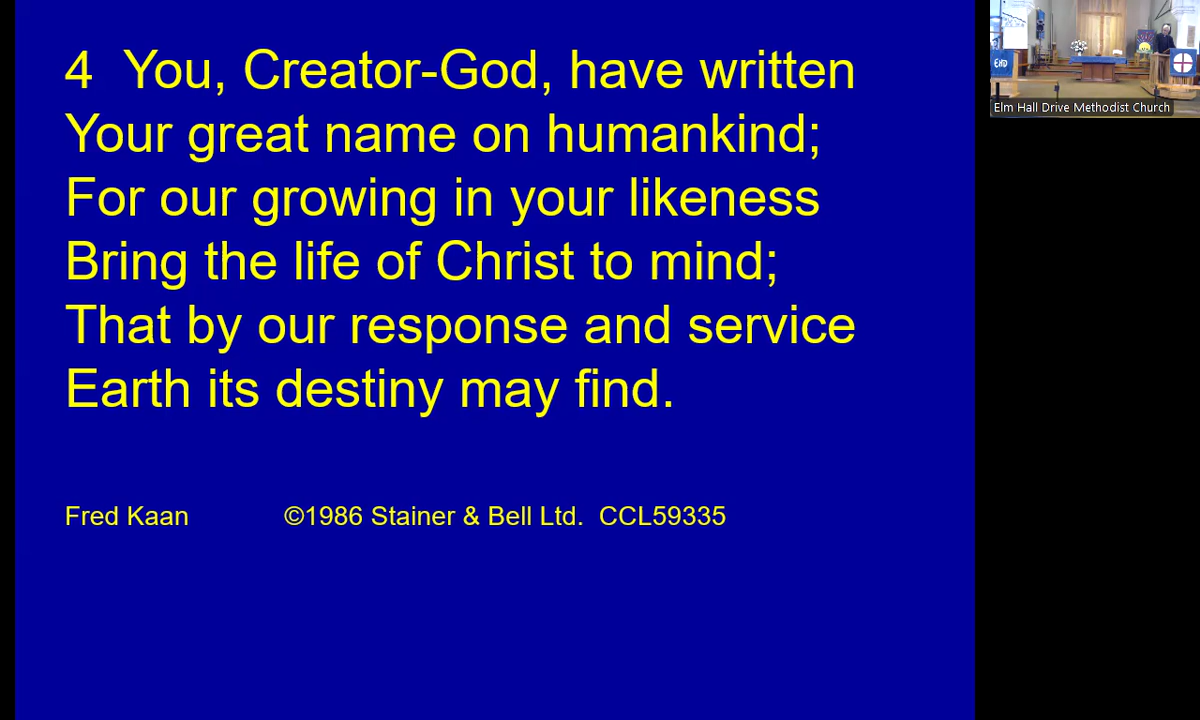 4 You, Creator-God, have written
Your great name on humankind;
For our growing in your likeness
Bring the life of Christ to mind;
That by our response and service
Earth its destiny may find.
Fred Kaan ©1986 Stainer & Bell Ltd. CCL59335
Elm Hall Drive Methodist Church